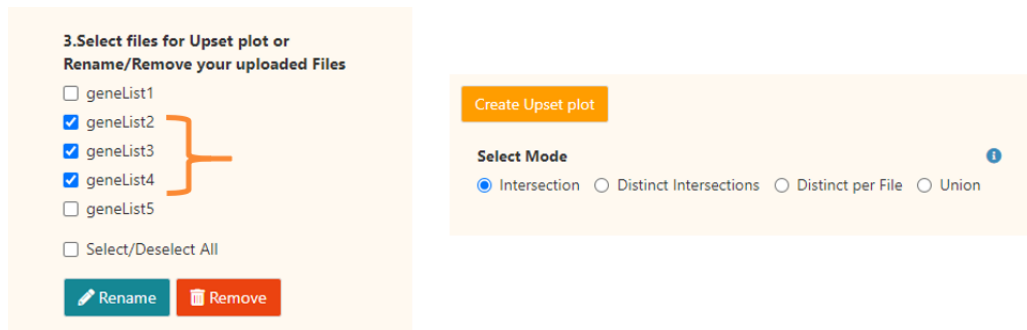 3.Select files for Upset plot or
Rename/Remove your uploaded Files
geneList1
geneList2
geneList3
geneList4
geneList5
Select/Deselect All
Rename Remove
Create Upset plot
Select Mode
Intersection Distinct Intersections Distinct per File Union